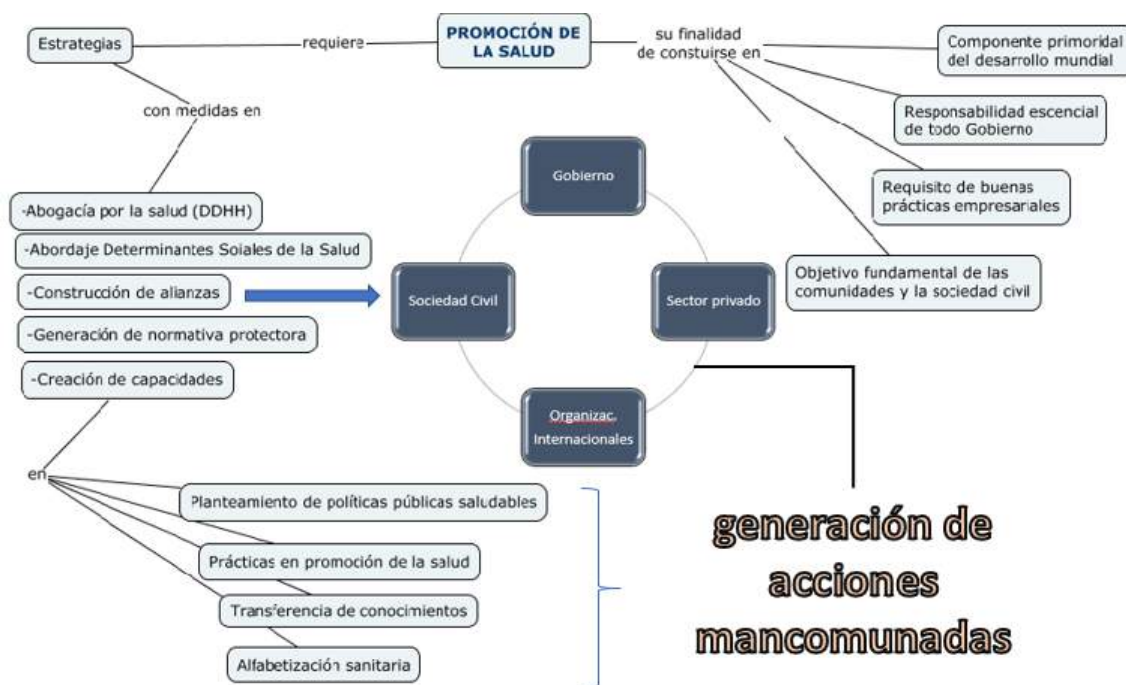 Estrategias
requiere
PROMOCIÓN DE
LA SALUD
su finalidad
de constuirse en
Componente primoridal
del desarrollo mundial
Responsabilidad escencial
de todo Gobierno
Requisito de buenas
prácticas empresariales
Objetivo fundamental de las
comunidades y la sociedad civil
con medidas en
-Abogacía por la salud (DDHH)
-Abordaje Determinantes Soiales de la Salud
-Construcción de alianzas
-Generación de normativa protectora
-Creación de capacidades
Gobierno
Sociedad Civil
Sector privado
Organizac.
Internacionales
en
Planteamiento de políticas públicas saludables
Prácticas en promoción de la salud
Transferencia de conocimientos
Alfabetización sanitaria
generación de
acciones
mancomunadas